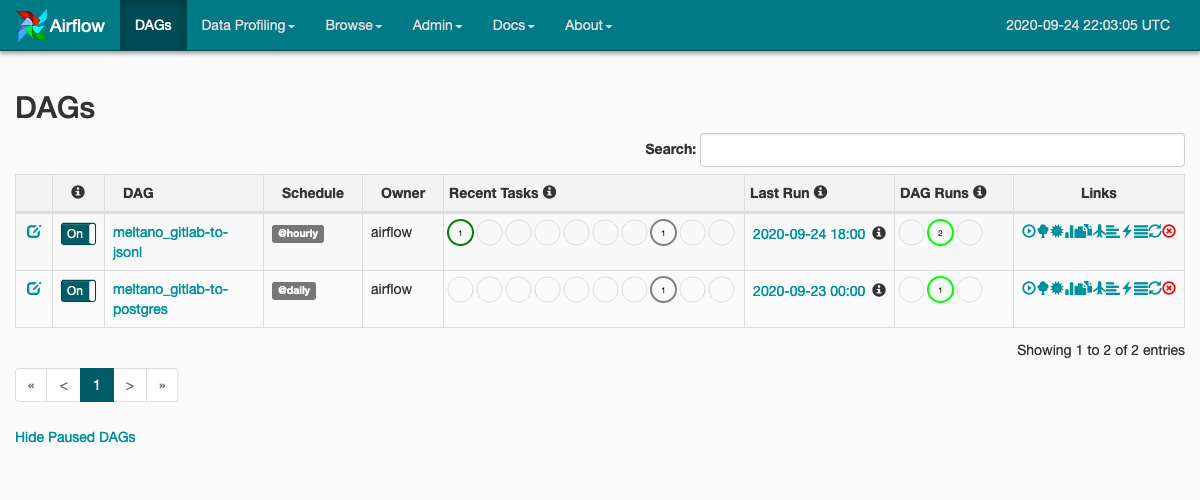 Airflow DAGs Data Profiling Browse Admin Docs About 2020-09-24 22:03:05 UTC
DAGs
Search:
DAG Schedule Owner Recent Tasks Last Run DAG Runs Links
On meltano_gitlab-to- @hourly airflow 1 1 2020-09-24 18:00 2
jsonl
On meltano_gitlab-to- @daily airflow 1 2020-09-23 00:00 1
postgres
Showing 1 to 2 of 2 entries
« < 1 > »
Hide Paused DAGs